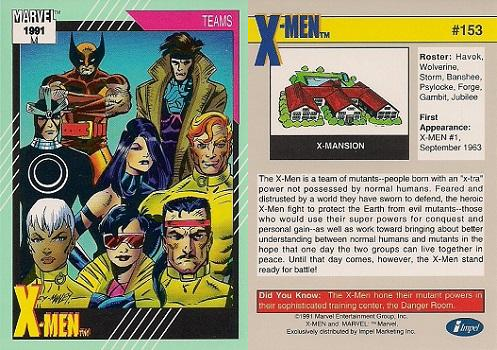 MARVEL
1991
TEAMS
X-MEN™
X-MEN™
#153
X-MANSION
Roster: Havok,
Wolverine,
Storm, Banshee,
Psylocke, Forge,
Gambit, Jubilee
First
Appearance:
X-MEN #1,
September 1963
The X-Men is a team of mutants--people born with an "x-tra"
power not possessed by normal humans. Feared and
distrusted by a world they have sworn to defend, the heroic
X-Men fight to protect the Earth from evil mutants--those
who would use their super powers for conquest and
personal gain--as well as work toward bringing about better
understanding between normal humans and mutants in the
hope that one day the two groups can live together in
peace. Until that day comes, however, the X-Men stand
ready for battle!
Did You Know: The X-Men hone their mutant powers in
their sophisticated training center, the Danger Room.
©1991 Marvel Entertainment Group, Inc.
X-MEN and MARVEL: ™ Marvel.
Exclusively distributed by Impel Marketing Inc.
Impel